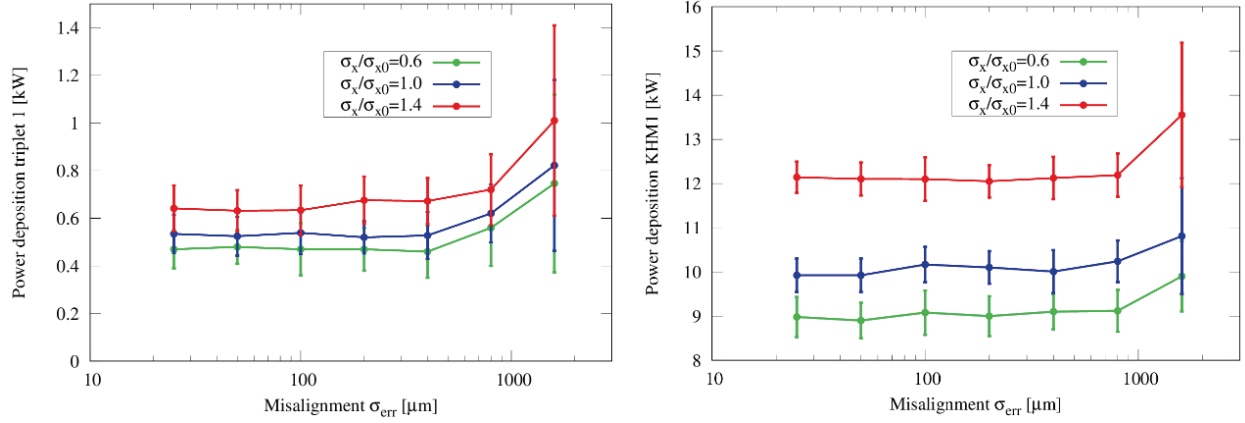 Power deposition triplet 1 [kW]
1.4
1.2
1
0.8
0.6
0.4
0.2
0
σx/σx0=0.6
σx/σx0=1.0
σx/σx0=1.4
10 100 1000
Misalignment σerr [μm]
Power deposition KHM1 [kW]
16
15
14
13
12
11
10
9
8
σx/σx0=0.6
σx/σx0=1.0
σx/σx0=1.4
10 100 1000
Misalignment σerr [μm]